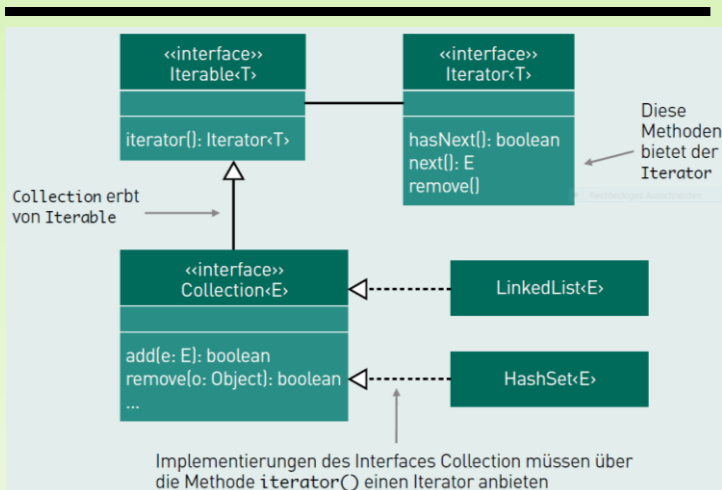 ‹‹interface››
Iterable‹T›
iterator(): Iterator‹T›
‹‹interface››
Iterator‹T›
hasNext(): boolean
next(): E
remove()
Diese
Methoden
bietet der
Iterator
Collection erbt
von Iterable
‹‹interface››
Collection‹E›
add(e: E): boolean
remove(o: Object): boolean
...
LinkedList‹E›
HashSet‹E›
Implementierungen des Interfaces Collection müssen über
die Methode iterator() einen Iterator anbieten